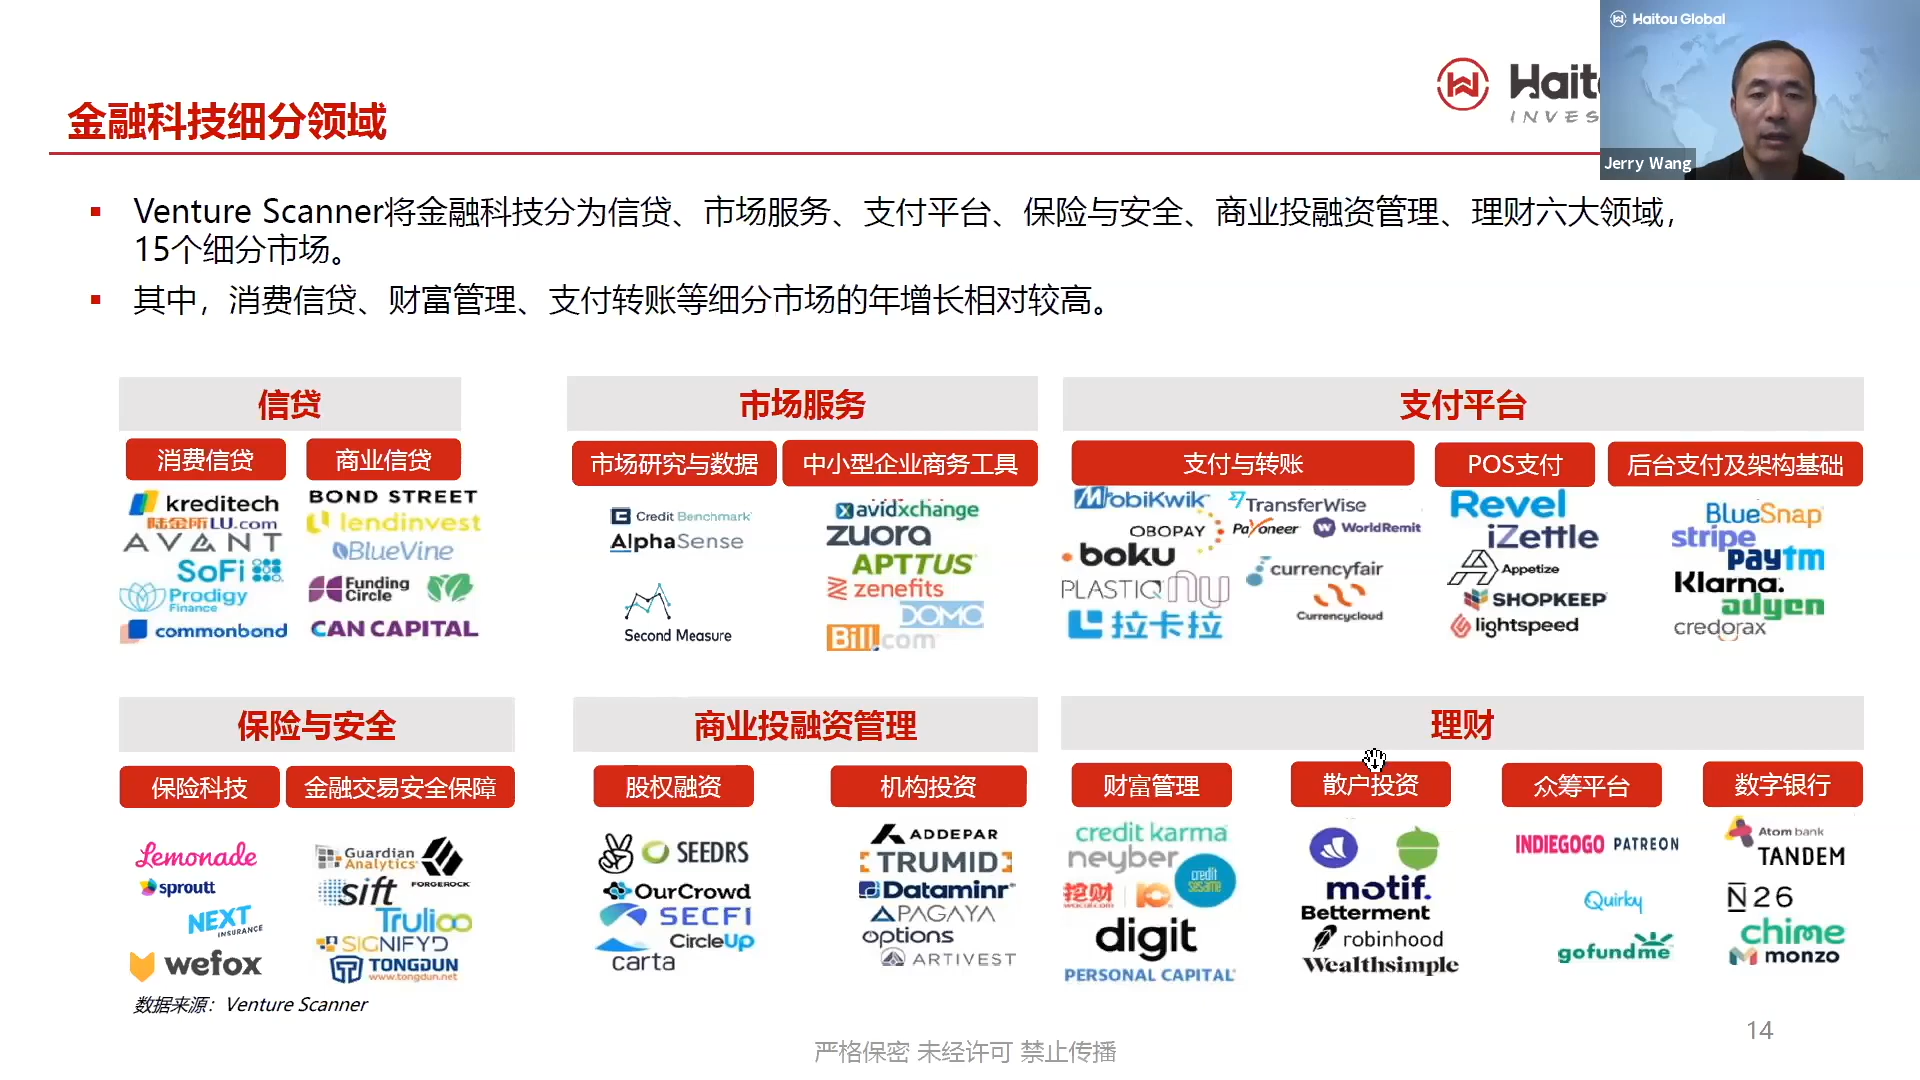 Haitou Global
Jerry Wang
金融科技细分领域
Hait
INVES
Venture Scanner将金融科技分为信贷、市场服务、支付平台、保险与安全、商业投融资管理、理财六大领域，
15个细分市场。
其中，消费信贷、财富管理、支付转账等细分市场的年增长相对较高。
信贷
消费信贷
商业信贷
kreditech
陆金所LU.com
AVANT
SoFi
Prodigy
Finance
commonbond
BOND STREET
lendinvest
BlueVine
Funding
Circle
CAN CAPITAL
市场服务
市场研究与数据
中小型企业商务工具
Credit Benchmark
AlphaSense
Second Measure
avidxchange
zuora
APTTUS
zenefits
DOMO
Bill.com
支付平台
支付与转账
POS支付
后台支付及架构基础
MobiKwik
TransferWise
OBOPAY
Payoneer
WorldRemit
boku
currencyfair
PLASTIQ
Currencycloud
拉卡拉
Revel
iZettle
Appetize
SHOPKEEP
lightspeed
BlueSnap
stripe
paytm
Klarna.
adyen
credorax
保险与安全
保险科技
金融交易安全保障
Lemonade
sproutt
NEXT
INSURANCE
wefox
Guardian
Analytics
FORGEROCK
sift
Trulioo
SIGNIFYD
TONGDUN
www.tongdun.net
商业投融资管理
股权融资
机构投资
SEEDRS
OurCrowd
SECFI
CircleUp
carta
ADDEPAR
TRUMID
Dataminr
PAGAYA
options
ARTIVEST
理财
财富管理
散户投资
众筹平台
数字银行
credit karma
neyber
credit
sesame
挖财
wacai.com
digit
PERSONAL CAPITAL
motif.
Betterment
robinhood
Wealthsimple
INDIEGOGO
PATREON
Quirky
gofundme
Atom bank
TANDEM
N26
chime
monzo
数据来源：Venture Scanner
14
严格保密 未经许可 禁止传播